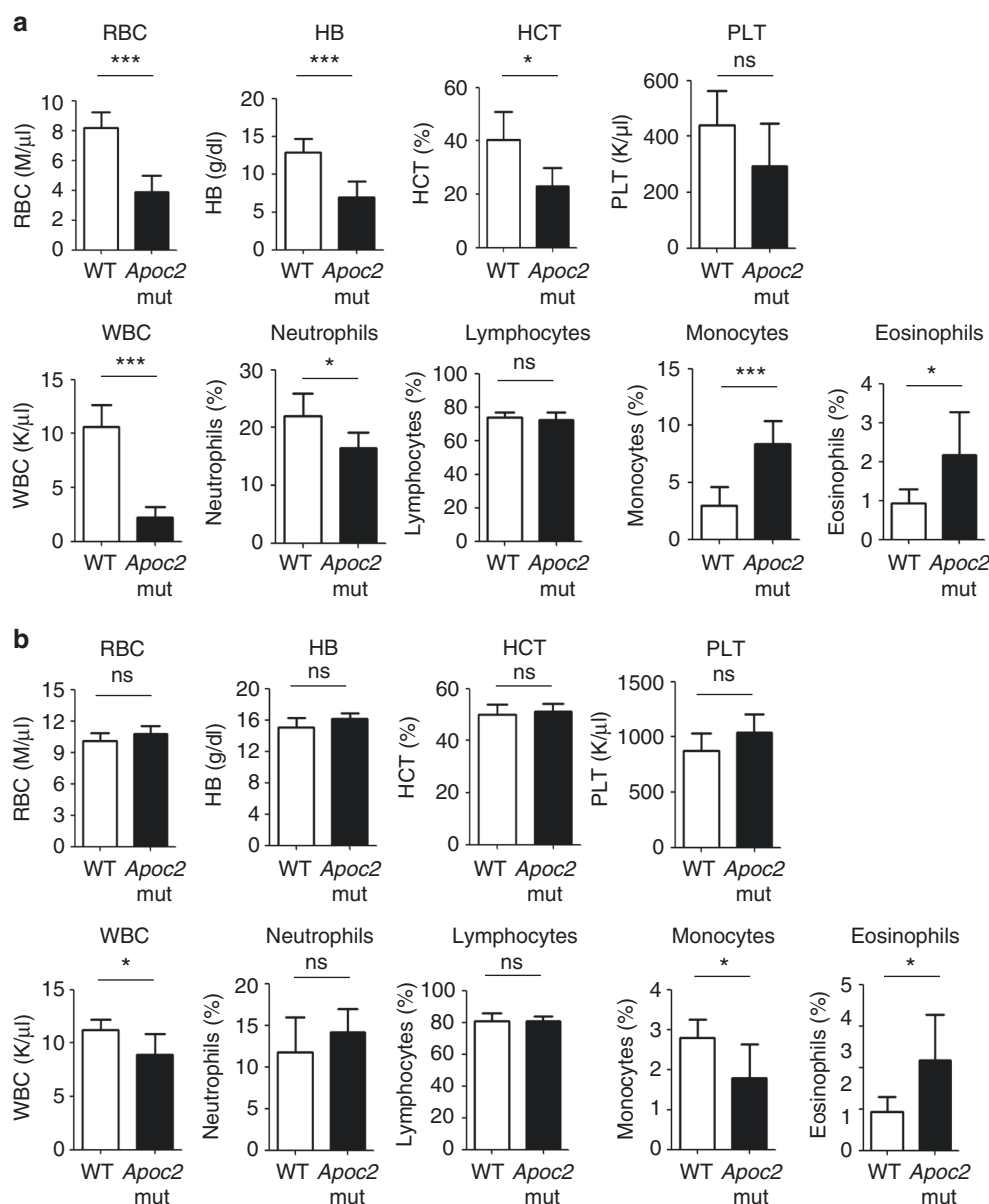 a
RBC
***
RBC (M/µl)
10
8
6
4
2
0
WT Apoc2
mut
HB
***
HB (g/dl)
20
15
10
5
0
WT Apoc2
mut
HCT
*
HCT (%)
60
40
20
0
WT Apoc2
mut
PLT
ns
PLT (K/µl)
600
400
200
0
WT Apoc2
mut
WBC
***
WBC (K/µl)
15
10
5
0
WT Apoc2
mut
Neutrophils
*
Neutrophils (%)
30
20
10
0
WT Apoc2
mut
Lymphocytes
ns
Lymphocytes (%)
100
80
60
40
20
0
WT Apoc2
mut
Monocytes
***
Monocytes (%)
15
10
5
0
WT Apoc2
mut
Eosinophils
*
Eosinophils (%)
4
3
2
1
0
WT Apoc2
mut
b
RBC
ns
RBC (M/µl)
15
12
9
6
3
0
WT Apoc2
mut
HB
ns
HB (g/dl)
20
16
12
8
4
0
WT Apoc2
mut
HCT
ns
HCT (%)
60
40
20
0
WT Apoc2
mut
PLT
ns
PLT (K/µl)
1500
1000
500
0
WT Apoc2
mut
WBC
*
WBC (K/µl)
15
10
5
0
WT Apoc2
mut
Neutrophils
ns
Neutrophils (%)
20
15
10
5
0
WT Apoc2
mut
Lymphocytes
ns
Lymphocytes (%)
100
80
60
40
20
0
WT Apoc2
mut
Monocytes
*
Monocytes (%)
4
3
2
1
0
WT Apoc2
mut
Eosinophils
*
Eosinophils (%)
5
4
3
2
1
0
WT Apoc2
mut